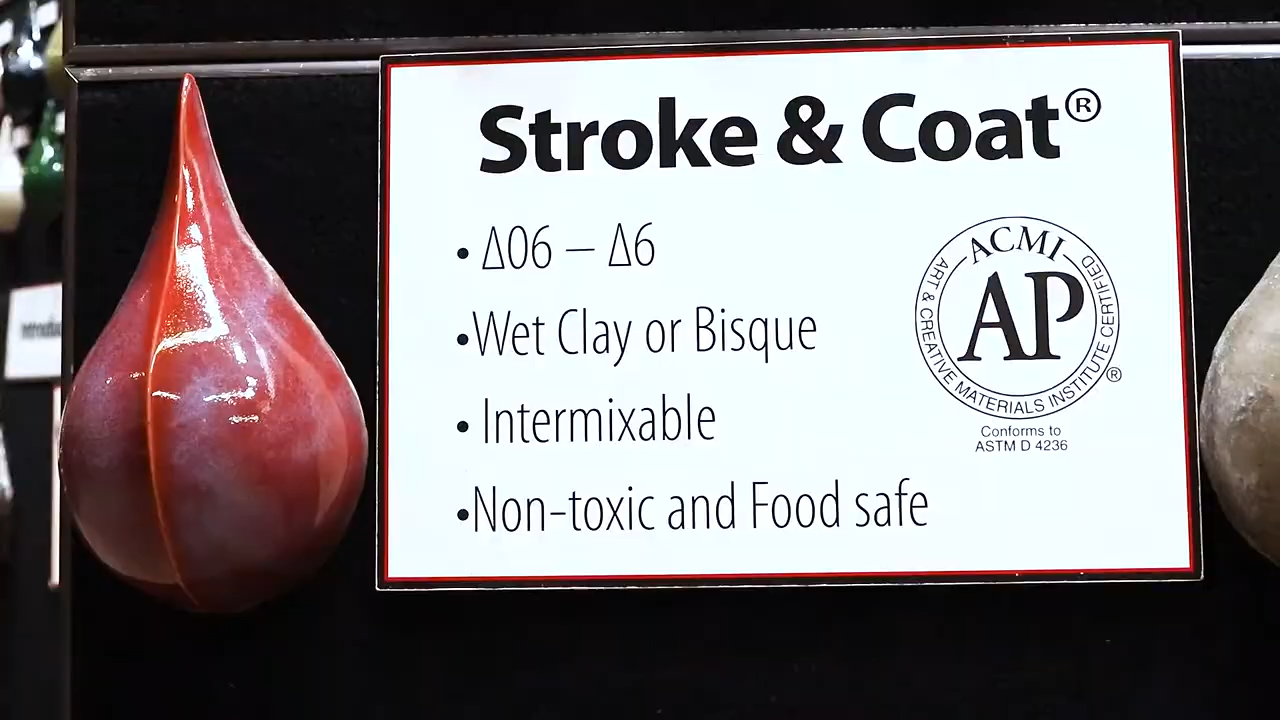 Stroke & Coat®
• Δ06 – Δ6
•Wet Clay or Bisque
• Intermixable
•Non-toxic and Food safe
ACMI
AP
ART & CREATIVE MATERIALS INSTITUTE CERTIFIED
®
Conforms to
ASTM D 4236